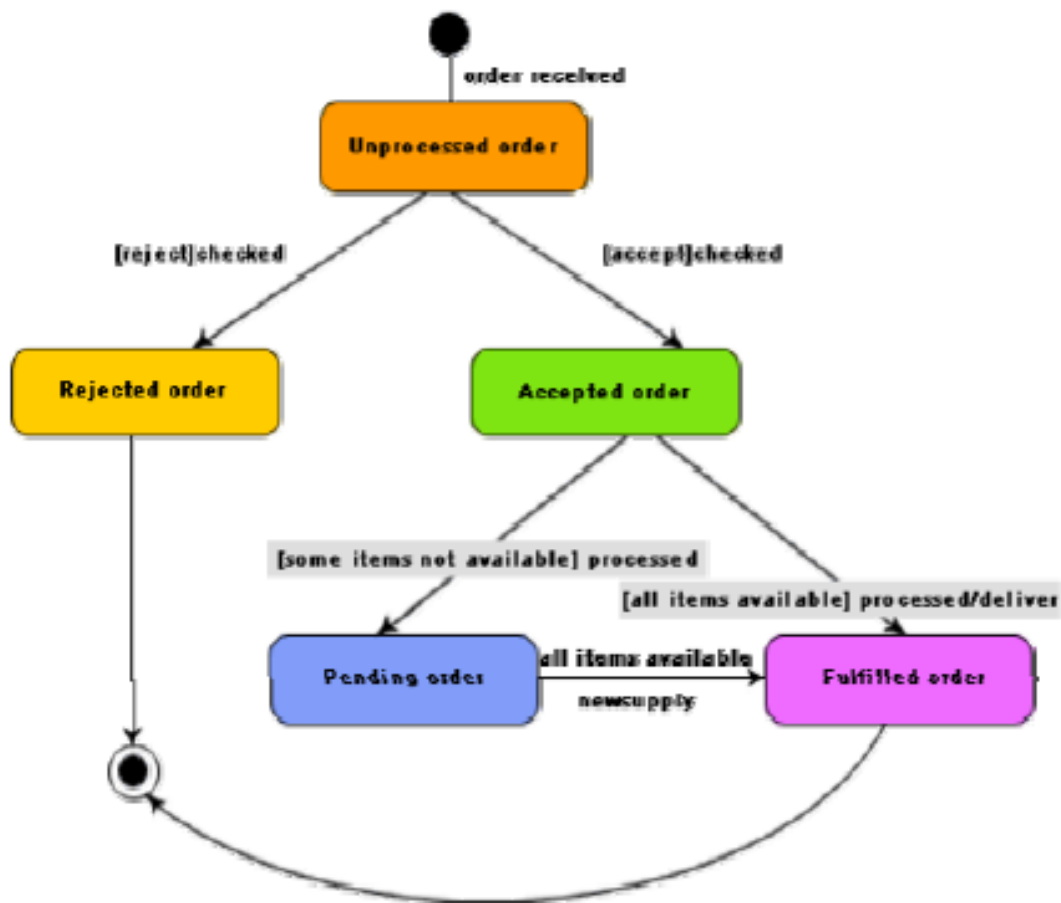 order received
Unprocessed order
[reject]checked
[accept]checked
Rejected order
Accepted order
[some items not available] processed
[all items available] processed/deliver
all items available
Pending order
Fulfilled order
newsupply